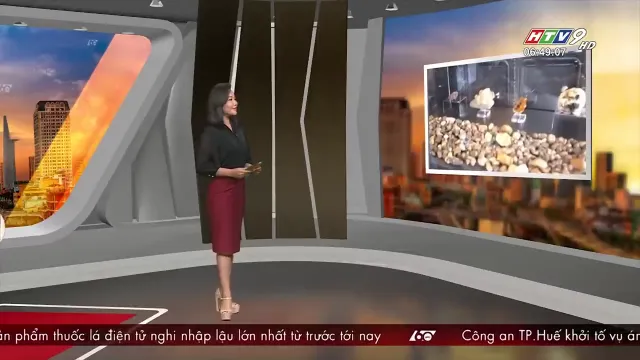 HTV9 HD
06:49:07
ản phẩm thuốc lá điện tử nghi nhập lậu lớn nhất từ trước tới nay 60 Công an TP.Huế khởi tố vụ án